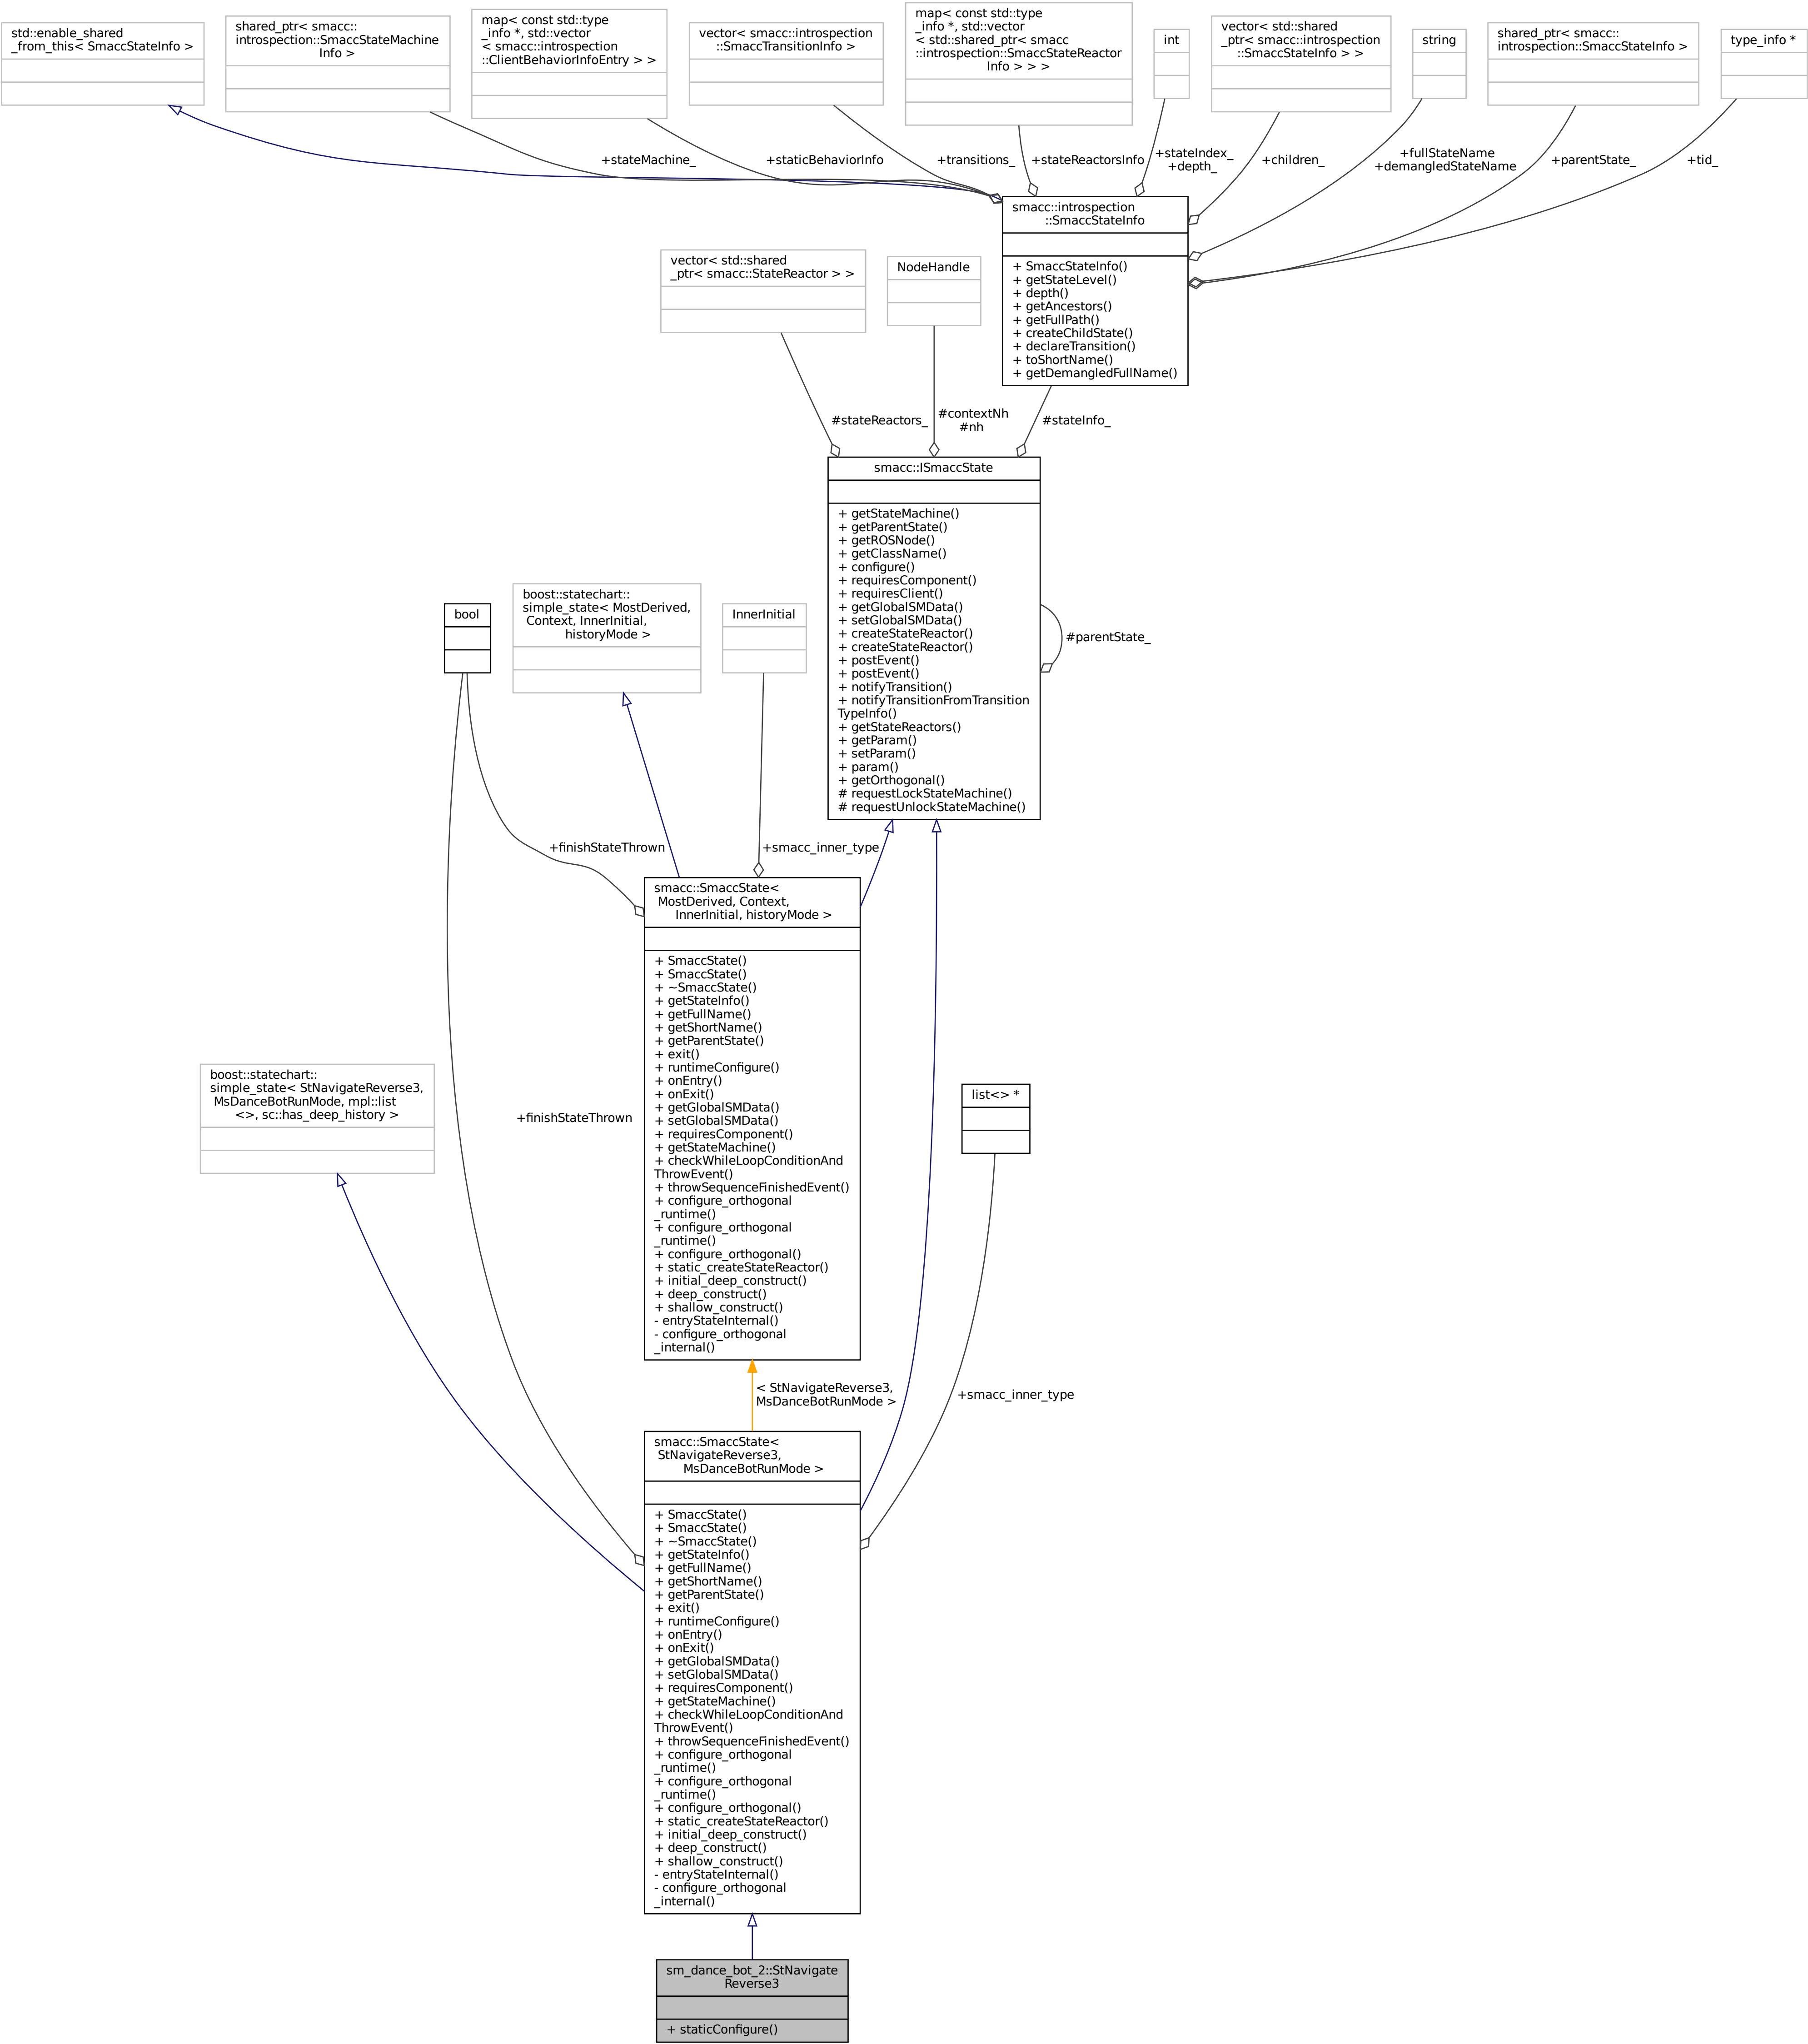 std::enable_shared
_from_this< SmaccStateInfo >
shared_ptr< smacc::
introspection::SmaccStateMachine
Info >
map< const std::type
_info *, std::vector
< smacc::introspection
::ClientBehaviorInfoEntry > >
vector< smacc::introspection
::SmaccTransitionInfo >
map< const std::type
_info *, std::vector
< std::shared_ptr< smacc
::introspection::SmaccStateReactor
Info > > >
int
vector< std::shared
_ptr< smacc::introspection
::SmaccStateInfo > >
string
shared_ptr< smacc::
introspection::SmaccStateInfo >
type_info *
+stateMachine_
+staticBehaviorInfo
+transitions_
+stateReactorsInfo
+stateIndex_
+depth_
+children_
+fullStateName
+demangledStateName
+parentState_
+tid_
smacc::introspection
::SmaccStateInfo
+ SmaccStateInfo()
+ getStateLevel()
+ depth()
+ getAncestors()
+ getFullPath()
+ createChildState()
+ declareTransition()
+ toShortName()
+ getDemangledFullName()
vector< std::shared
_ptr< smacc::StateReactor > >
NodeHandle
#stateReactors_
#contextNh
#nh
#stateInfo_
smacc::ISmaccState
+ getStateMachine()
+ getParentState()
+ getROSNode()
+ getClassName()
+ configure()
+ requiresComponent()
+ requiresClient()
+ getGlobalSMData()
+ setGlobalSMData()
+ createStateReactor()
+ createStateReactor()
+ postEvent()
+ postEvent()
+ notifyTransition()
+ notifyTransitionFromTransition
TypeInfo()
+ getStateReactors()
+ getParam()
+ setParam()
+ param()
+ getOrthogonal()
# requestLockStateMachine()
# requestUnlockStateMachine()
#parentState_
bool
boost::statechart::
simple_state< MostDerived,
Context, InnerInitial,
historyMode >
InnerInitial
+finishStateThrown
+smacc_inner_type
smacc::SmaccState<
MostDerived, Context,
InnerInitial, historyMode >
+ SmaccState()
+ SmaccState()
+ ~SmaccState()
+ getStateInfo()
+ getFullName()
+ getShortName()
+ getParentState()
+ exit()
+ runtimeConfigure()
+ onEntry()
+ onExit()
+ getGlobalSMData()
+ setGlobalSMData()
+ requiresComponent()
+ getStateMachine()
+ checkWhileLoopConditionAnd
ThrowEvent()
+ throwSequenceFinishedEvent()
+ configure_orthogonal
_runtime()
+ configure_orthogonal
_runtime()
+ configure_orthogonal()
+ static_createStateReactor()
+ initial_deep_construct()
+ deep_construct()
+ shallow_construct()
- entryStateInternal()
- configure_orthogonal
_internal()
boost::statechart::
simple_state< StNavigateReverse3,
MsDanceBotRunMode, mpl::list
<>, sc::has_deep_history >
+finishStateThrown
list<> *
< StNavigateReverse3,
MsDanceBotRunMode >
+smacc_inner_type
smacc::SmaccState<
StNavigateReverse3,
MsDanceBotRunMode >
+ SmaccState()
+ SmaccState()
+ ~SmaccState()
+ getStateInfo()
+ getFullName()
+ getShortName()
+ getParentState()
+ exit()
+ runtimeConfigure()
+ onEntry()
+ onExit()
+ getGlobalSMData()
+ setGlobalSMData()
+ requiresComponent()
+ getStateMachine()
+ checkWhileLoopConditionAnd
ThrowEvent()
+ throwSequenceFinishedEvent()
+ configure_orthogonal
_runtime()
+ configure_orthogonal
_runtime()
+ configure_orthogonal()
+ static_createStateReactor()
+ initial_deep_construct()
+ deep_construct()
+ shallow_construct()
- entryStateInternal()
- configure_orthogonal
_internal()
sm_dance_bot_2::StNavigate
Reverse3
+ staticConfigure()